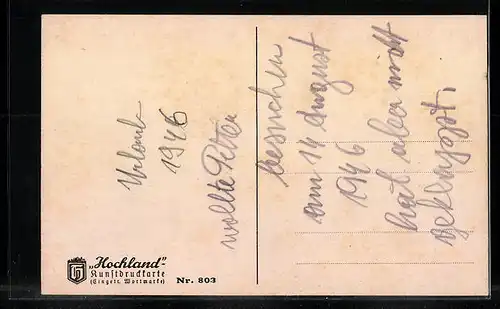 Urlaub
1946
wollte Peter
besuchen
am 14 August
1946
hat aber nicht
geklappt.
"Hochland"
Kunstdruckkarte
(Eingetr. Wortmarke)
Nr. 803